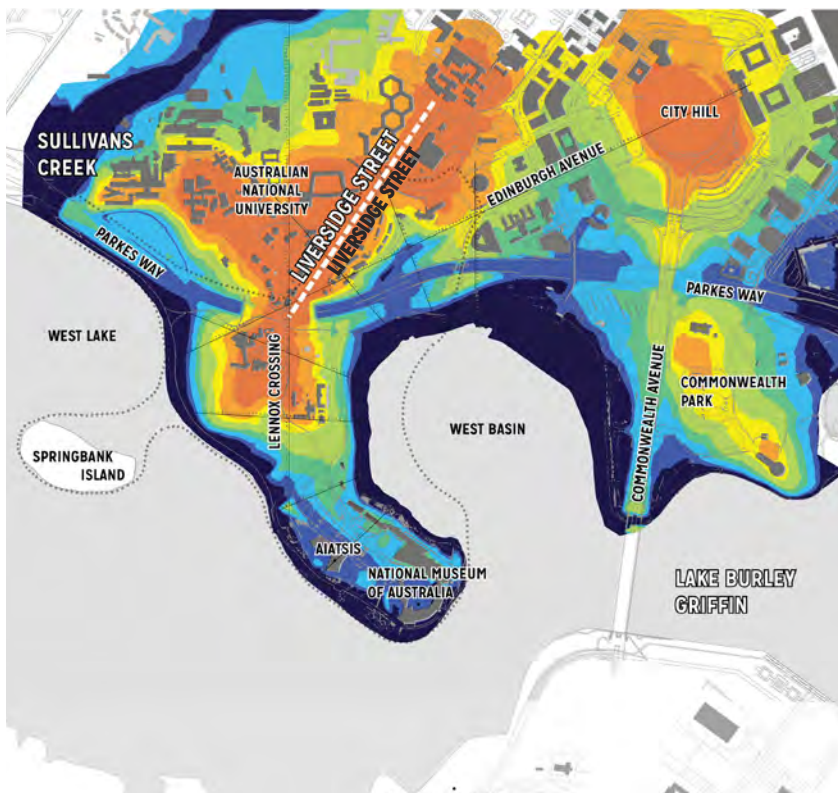 CITY HILL
SULLIVANS
CREEK
AUSTRALIAN
NATIONAL
UNIVERSITY
LIVERSIDGE STREET
LIVERSIDGE STREET
EDINBURGH AVENUE
PARKES WAY
PARKES WAY
WEST LAKE
LENNOX CROSSING
COMMONWEALTH
PARK
COMMONWEALTH AVENUE
WEST BASIN
SPRINGBANK
ISLAND
AIATSIS
NATIONAL MUSEUM
OF AUSTRALIA
LAKE BURLEY
GRIFFIN